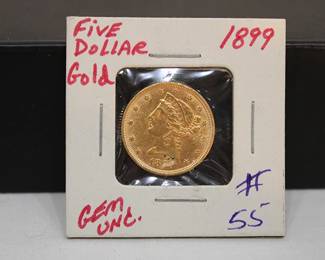 FIVE
DOLLAR
Gold
1899
GEM
UNC.
#
55